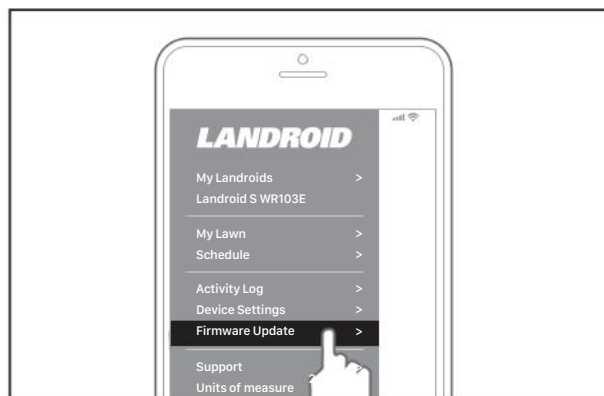 LANDROID
My Landroids >
Landroid S WR103E
My Lawn >
Schedule >
Activity Log >
Device Settings >
Firmware Update >
Support >
Units of measure